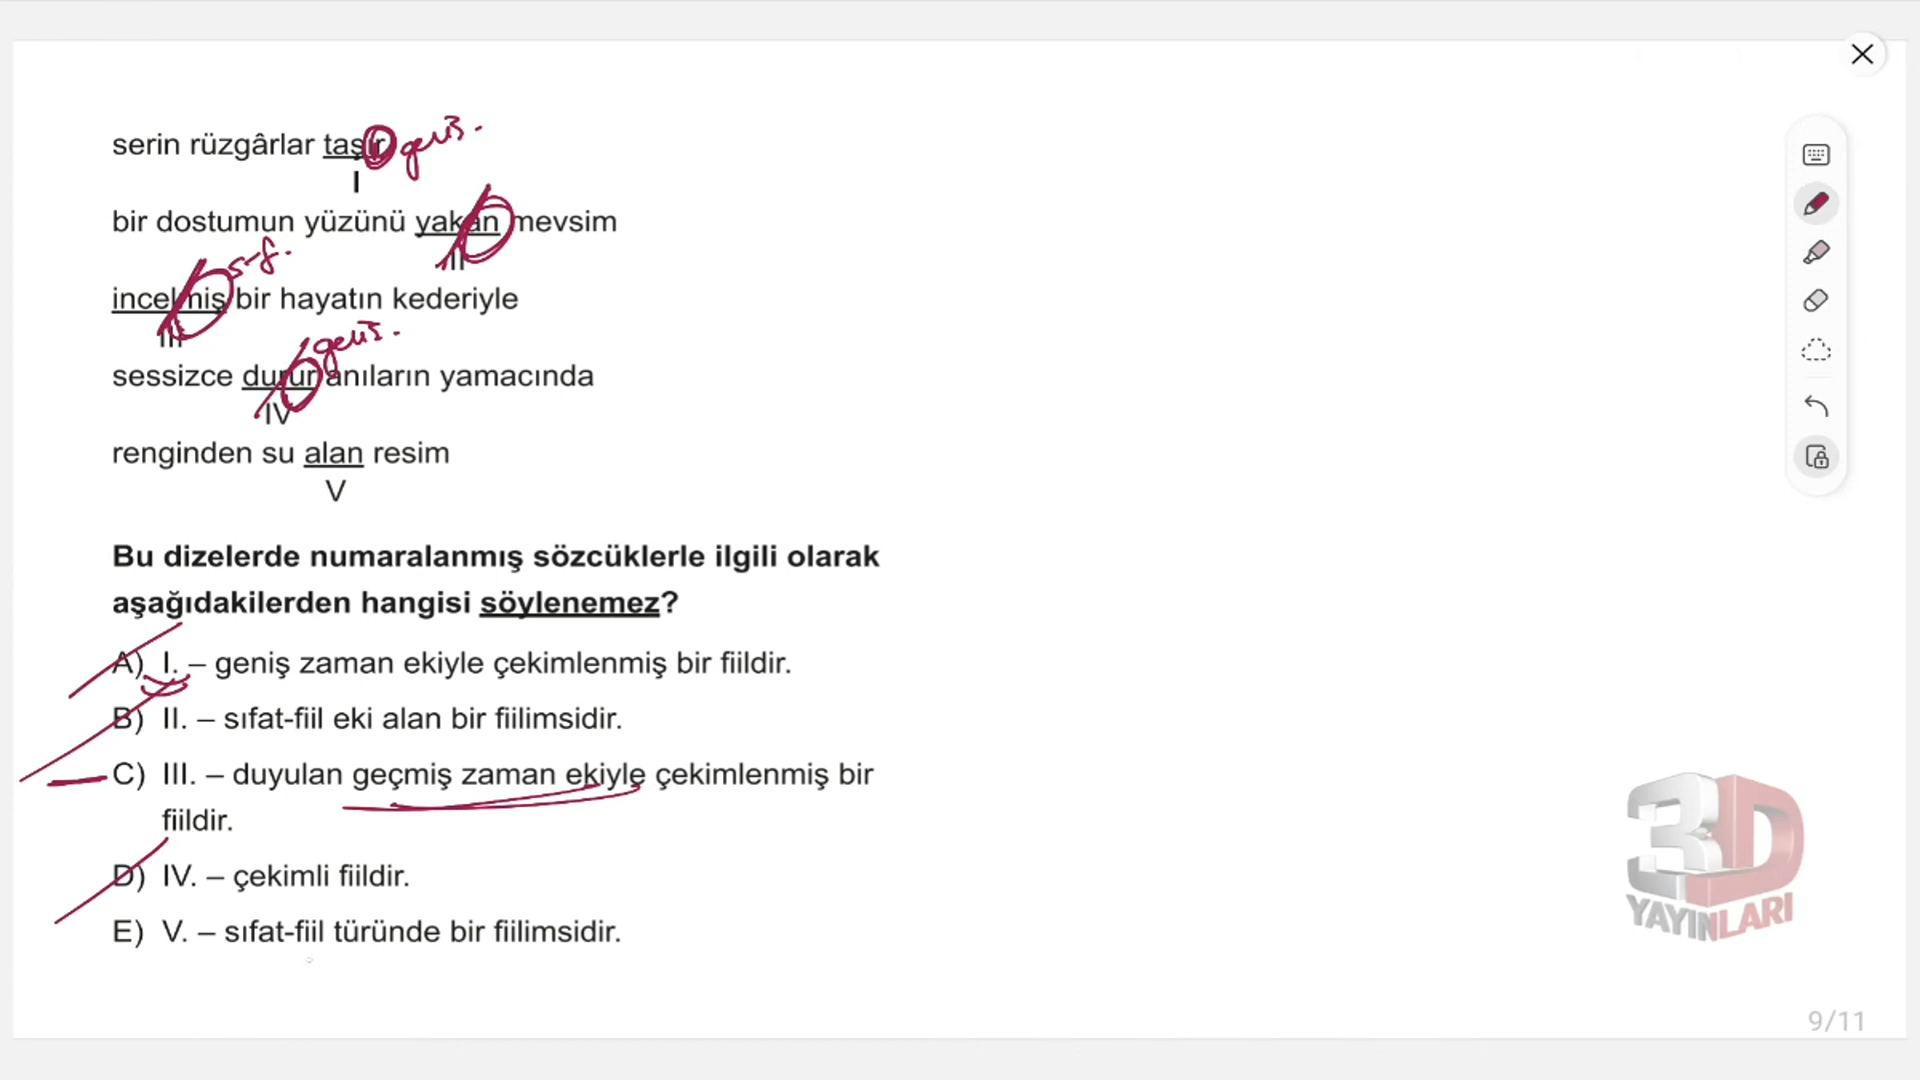 serin rüzgârlar taşır geniş.
I
bir dostumun yüzünü yakan mevsim
II
s-f.
incelmiş bir hayatın kederiyle
III
geniş.
sessizce durur anıların yamacında
IV
renginden su alan resim
V
Bu dizelerde numaralanmış sözcüklerle ilgili olarak
aşağıdakilerden hangisi söylenemez?
A) I. – geniş zaman ekiyle çekimlenmiş bir fiildir.
B) II. – sıfat-fiil eki alan bir fiilimsidir.
C) III. – duyulan geçmiş zaman ekiyle çekimlenmiş bir
fiildir.
D) IV. – çekimli fiildir.
E) V. – sıfat-fiil türünde bir fiilimsidir.
3D
YAYINLARI
9/11